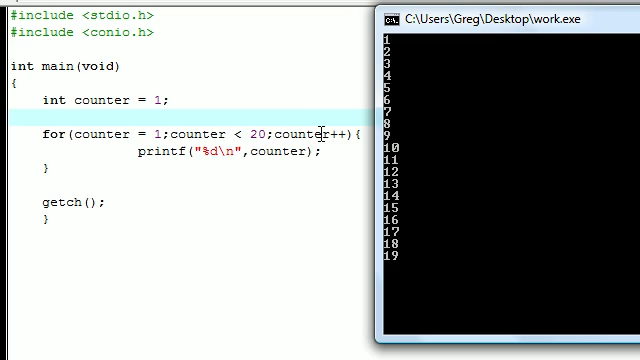 #include <stdio.h>
#include <conio.h>
int main(void)
{
int counter = 1;
for(counter = 1;counter < 20;counter++){
printf("%d\n",counter);
}
getch();
}
C:\Users\Greg\Desktop\work.exe
1
2
3
4
5
6
7
8
9
10
11
12
13
14
15
16
17
18
19